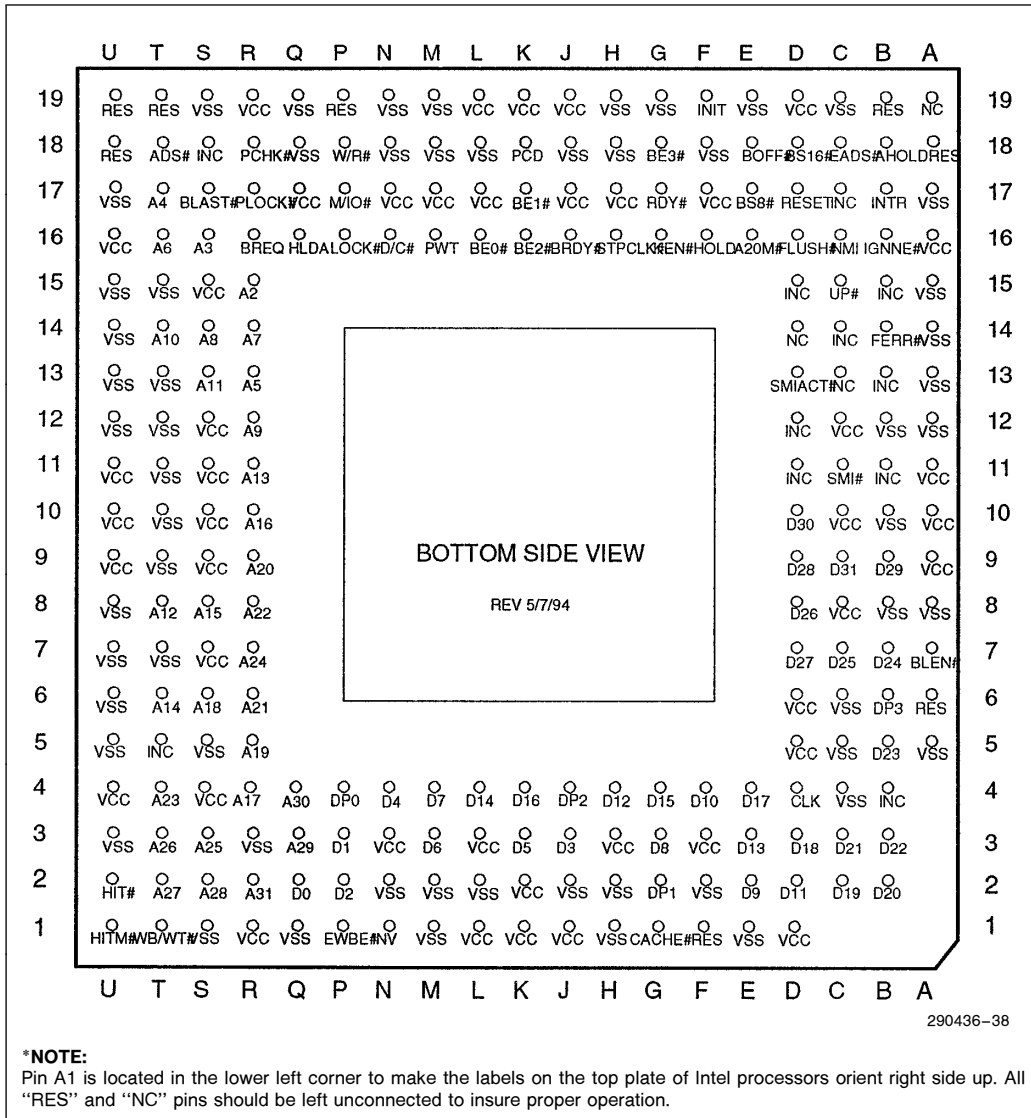 U T S R Q P N M L K J H G F E D C B A
19 RES RES VSS VCC VSS RES VSS VSS VCC VCC VCC VSS VSS INIT VSS VCC VSS RES NC 19
18 RES ADS# INC PCHK# VSS W/R# VSS VSS VSS PCD VSS VSS BE3# VSS BOFF# BS16# EADS# AHOLD RES 18
17 VSS A4 BLAST# PLOCK# VCC M/IO# VCC VCC VCC BE1# VCC VCC RDY# VCC BS8# RESET INC INTR VSS 17
16 VCC A6 A3 BREQ HLDA LOCK# D/C# PWT BE0# BE2# BRDY# STPCLK# KEN# HOLD A20M# FLUSH# NMI IGNNE# VCC 16
15 VSS VSS VCC A2 INC UP# INC VSS 15
14 VSS A10 A8 A7 NC INC FERR# VSS 14
13 VSS VSS A11 A5 SMIACT# NC INC VSS 13
12 VSS VSS VCC A9 INC VCC VSS VSS 12
11 VCC VSS VCC A13 INC SMI# INC VCC 11
10 VCC VSS VCC A16 D30 VCC VSS VCC 10
9 VCC VSS VCC A20 BOTTOM SIDE VIEW D28 D31 D29 VCC 9
8 VSS A12 A15 A22 REV 5/7/94 D26 VCC VSS VSS 8
7 VSS VSS VCC A24 D27 D25 D24 BLEN# 7
6 VSS A14 A18 A21 VCC VSS DP3 RES 6
5 VSS INC VSS A19 VCC VSS D23 VSS 5
4 VCC A23 VCC A17 A30 DP0 D4 D7 D14 D16 DP2 D12 D15 D10 D17 CLK VSS INC 4
3 VSS A26 A25 VSS A29 D1 VCC D6 VCC D5 D3 VCC D8 VCC D13 D18 D21 D22 3
2 HIT# A27 A28 A31 D0 D2 VSS VSS VSS VCC VSS VSS DP1 VSS D9 D11 D19 D20 2
1 HITM# WB/WT# VSS VCC VSS EWBE# NV VSS VCC VCC VCC VSS CACHE# RES VSS VCC 1
U T S R Q P N M L K J H G F E D C B A
290436–38
*NOTE:
Pin A1 is located in the lower left corner to make the labels on the top plate of Intel processors orient right side up. All
“RES” and “NC” pins should be left unconnected to insure proper operation.